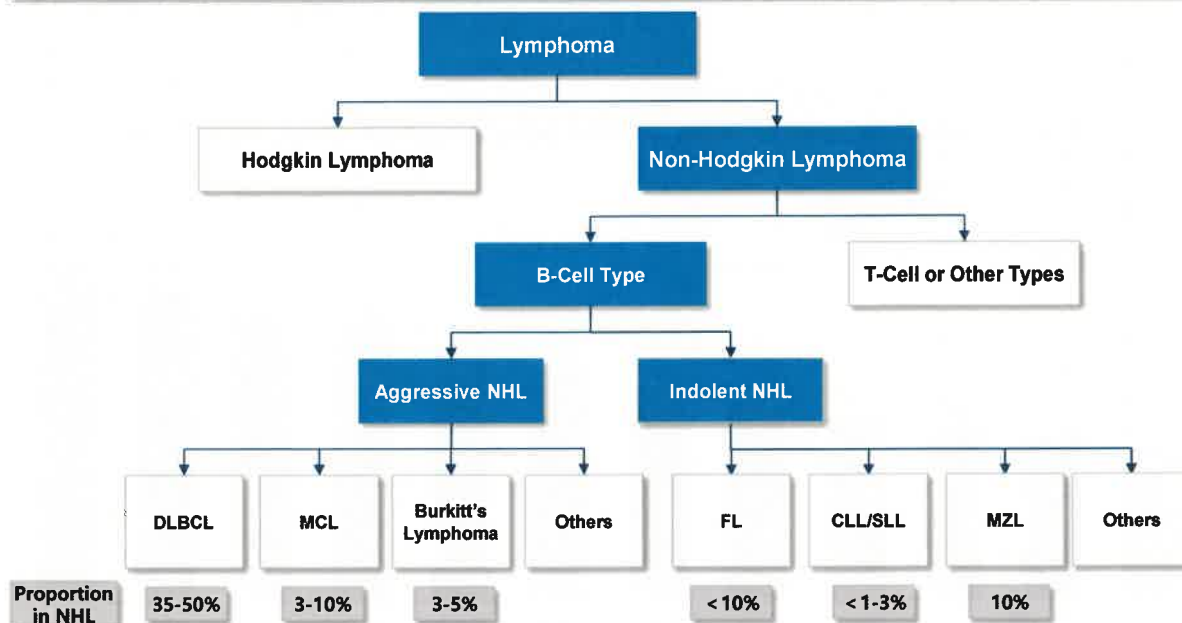 Lymphoma
Hodgkin Lymphoma
Non-Hodgkin Lymphoma
B-Cell Type
T-Cell or Other Types
Aggressive NHL
Indolent NHL
DLBCL
MCL
Burkitt's
Lymphoma
Others
FL
CLL/SLL
MZL
Others
Proportion
in NHL
35-50%
3-10%
3-5%
<10%
<1-3%
10%